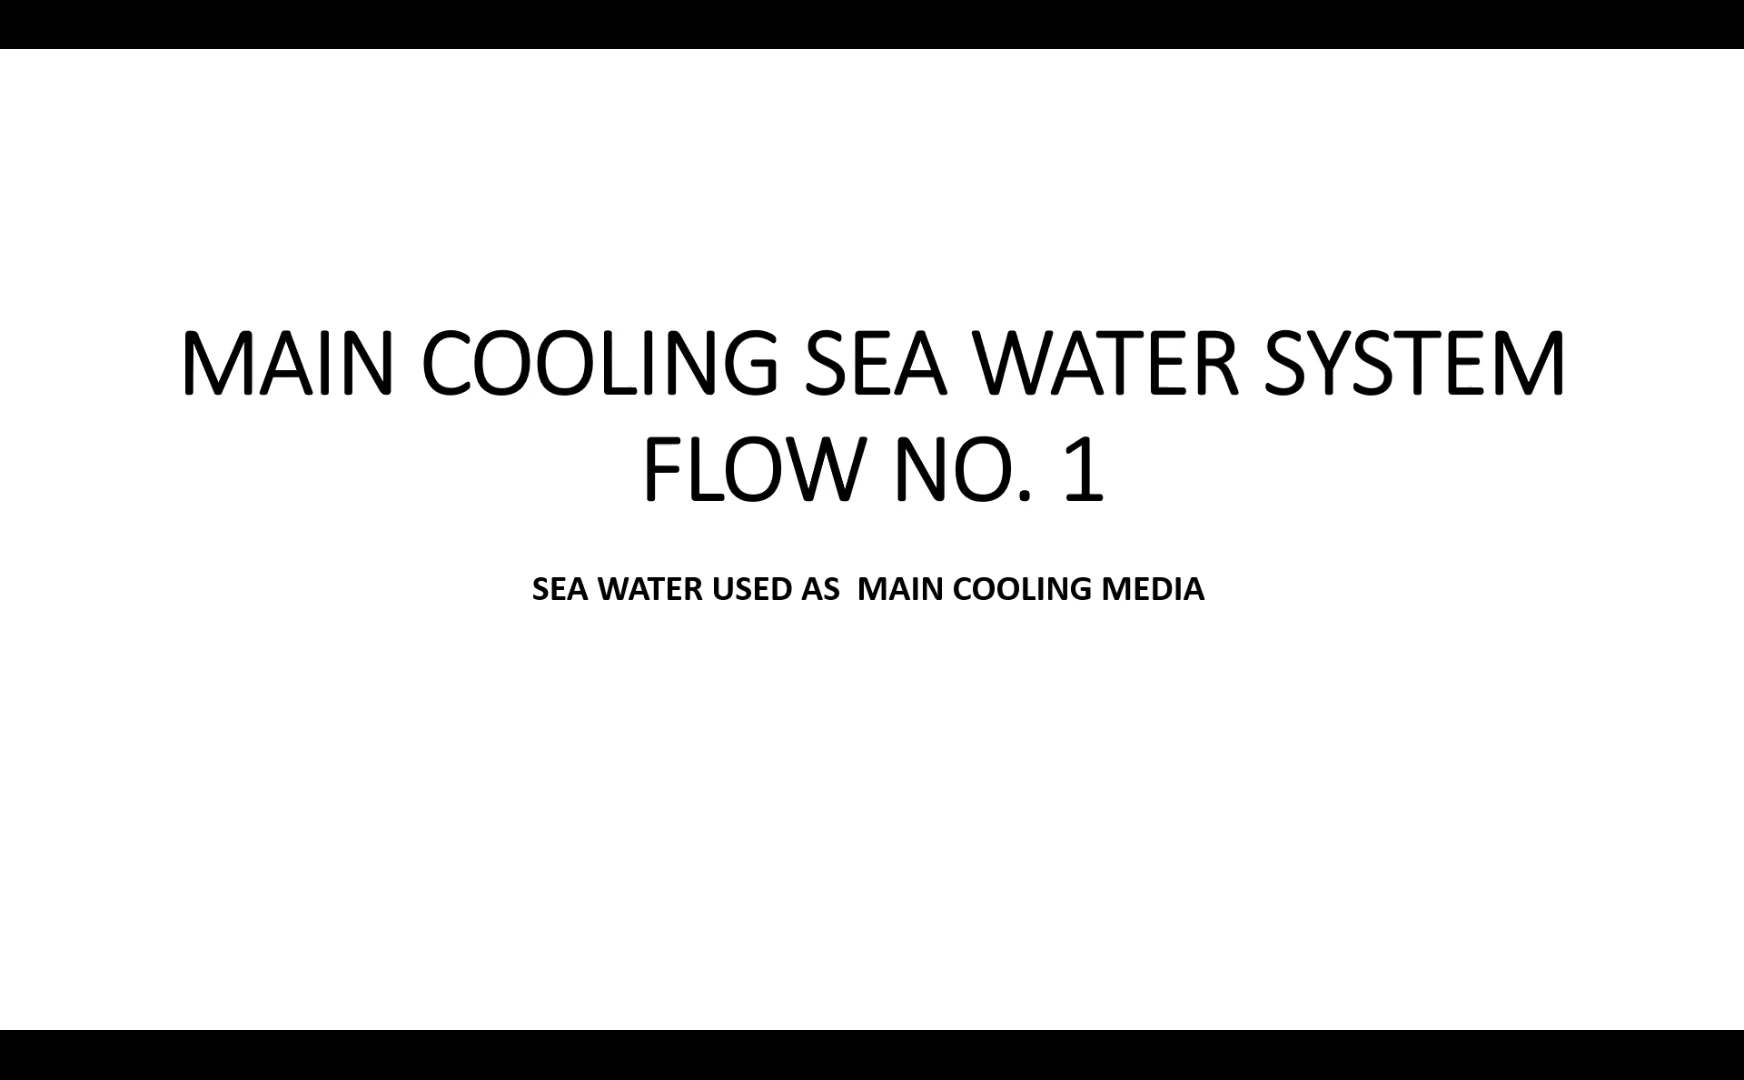 MAIN COOLING SEA WATER SYSTEM
FLOW NO. 1
SEA WATER USED AS  MAIN COOLING MEDIA